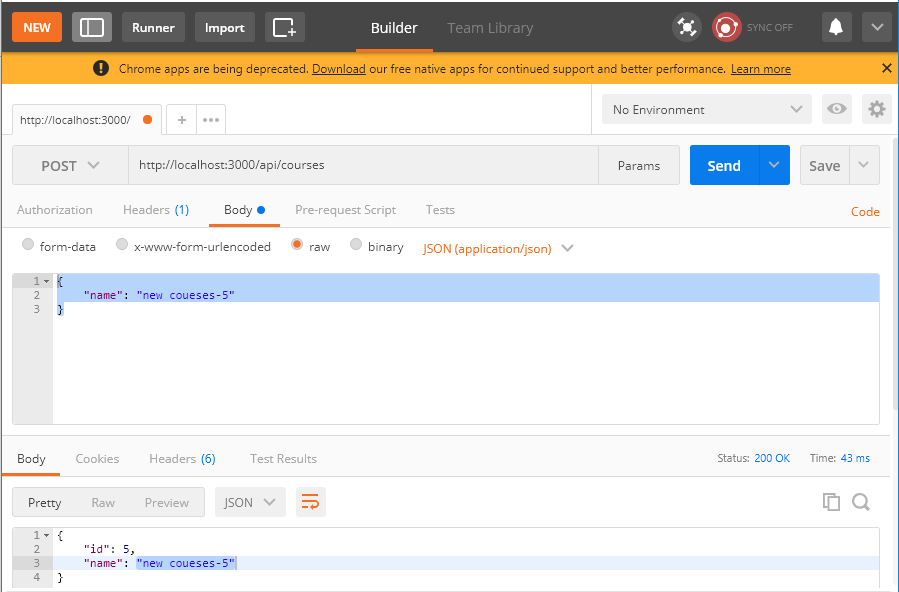 NEW Runner Import Builder Team Library SYNC OFF
Chrome apps are being deprecated. Download our free native apps for continued support and better performance. Learn more
http://localhost:3000/ No Environment
POST http://localhost:3000/api/courses Params Send Save
Authorization Headers (1) Body Pre-request Script Tests Code
form-data x-www-form-urlencoded raw binary JSON (application/json)
1 {
2 "name": "new coueses-5"
3 }
Body Cookies Headers (6) Test Results Status: 200 OK Time: 43 ms
Pretty Raw Preview JSON
1 {
2 "id": 5,
3 "name": "new coueses-5"
4 }